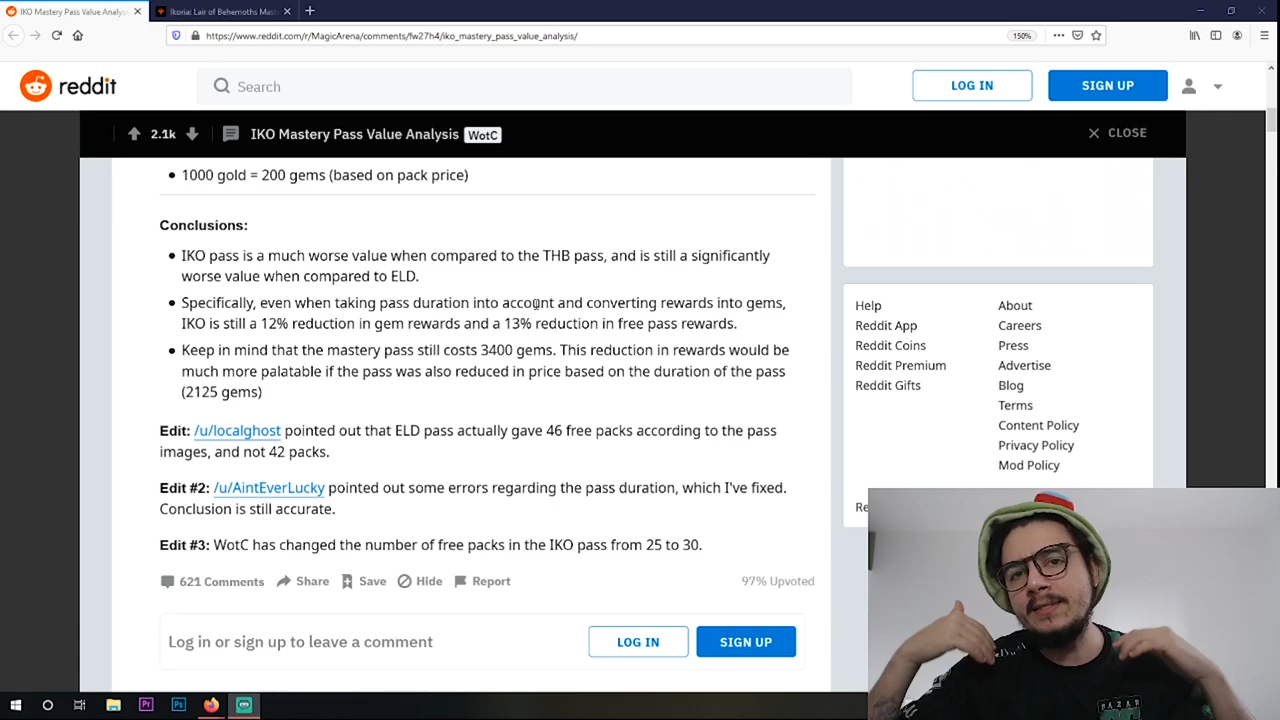 IKO Mastery Pass Value Analysis
Ikoria: Lair of Behemoths Mast
https://www.reddit.com/r/MagicArena/comments/fw27h4/iko_mastery_pass_value_analysis/
150%
reddit
Search
LOG IN
SIGN UP
2.1k
IKO Mastery Pass Value Analysis WotC
CLOSE
1000 gold = 200 gems (based on pack price)
Conclusions:
IKO pass is a much worse value when compared to the THB pass, and is still a significantly
worse value when compared to ELD.
Specifically, even when taking pass duration into account and converting rewards into gems,
IKO is still a 12% reduction in gem rewards and a 13% reduction in free pass rewards.
Keep in mind that the mastery pass still costs 3400 gems. This reduction in rewards would be
much more palatable if the pass was also reduced in price based on the duration of the pass
(2125 gems)
Edit: /u/localghost pointed out that ELD pass actually gave 46 free packs according to the pass
images, and not 42 packs.
Edit #2: /u/AintEverLucky pointed out some errors regarding the pass duration, which I've fixed.
Conclusion is still accurate.
Edit #3: WotC has changed the number of free packs in the IKO pass from 25 to 30.
621 Comments Share Save Hide Report
97% Upvoted
Log in or sign up to leave a comment
LOG IN
SIGN UP
Help
About
Reddit App
Careers
Reddit Coins
Press
Reddit Premium
Advertise
Reddit Gifts
Blog
Terms
Content Policy
Privacy Policy
Mod Policy
Pr
Ps